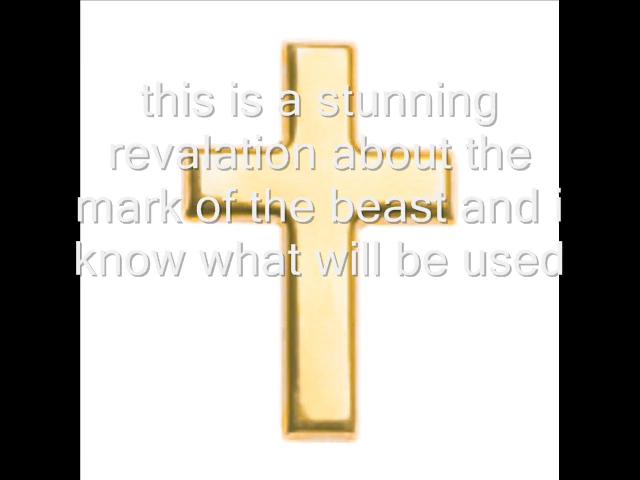 this is a stunning
revalation about the
mark of the beast and i
know what will be used